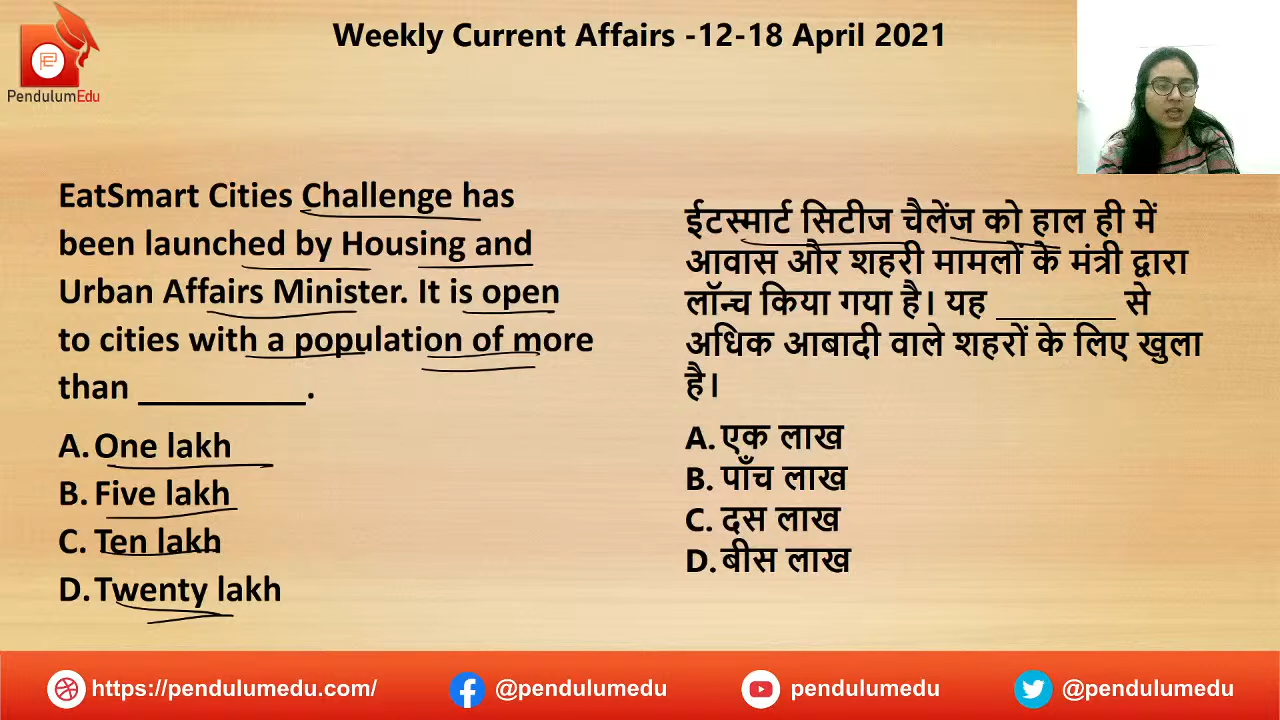 Weekly Current Affairs -12-18 April 2021
PendulumEdu
EatSmart Cities Challenge has
been launched by Housing and
Urban Affairs Minister. It is open
to cities with a population of more
than __________.
A. One lakh
B. Five lakh
C. Ten lakh
D. Twenty lakh
ईटस्मार्ट सिटीज चैलेंज को हाल ही में
आवास और शहरी मामलों के मंत्री द्वारा
लॉन्च किया गया है। यह _______ से
अधिक आबादी वाले शहरों के लिए खुला
है।
A. एक लाख
B. पाँच लाख
C. दस लाख
D. बीस लाख
https://pendulumedu.com/
@pendulumedu
pendulumedu
@pendulumedu